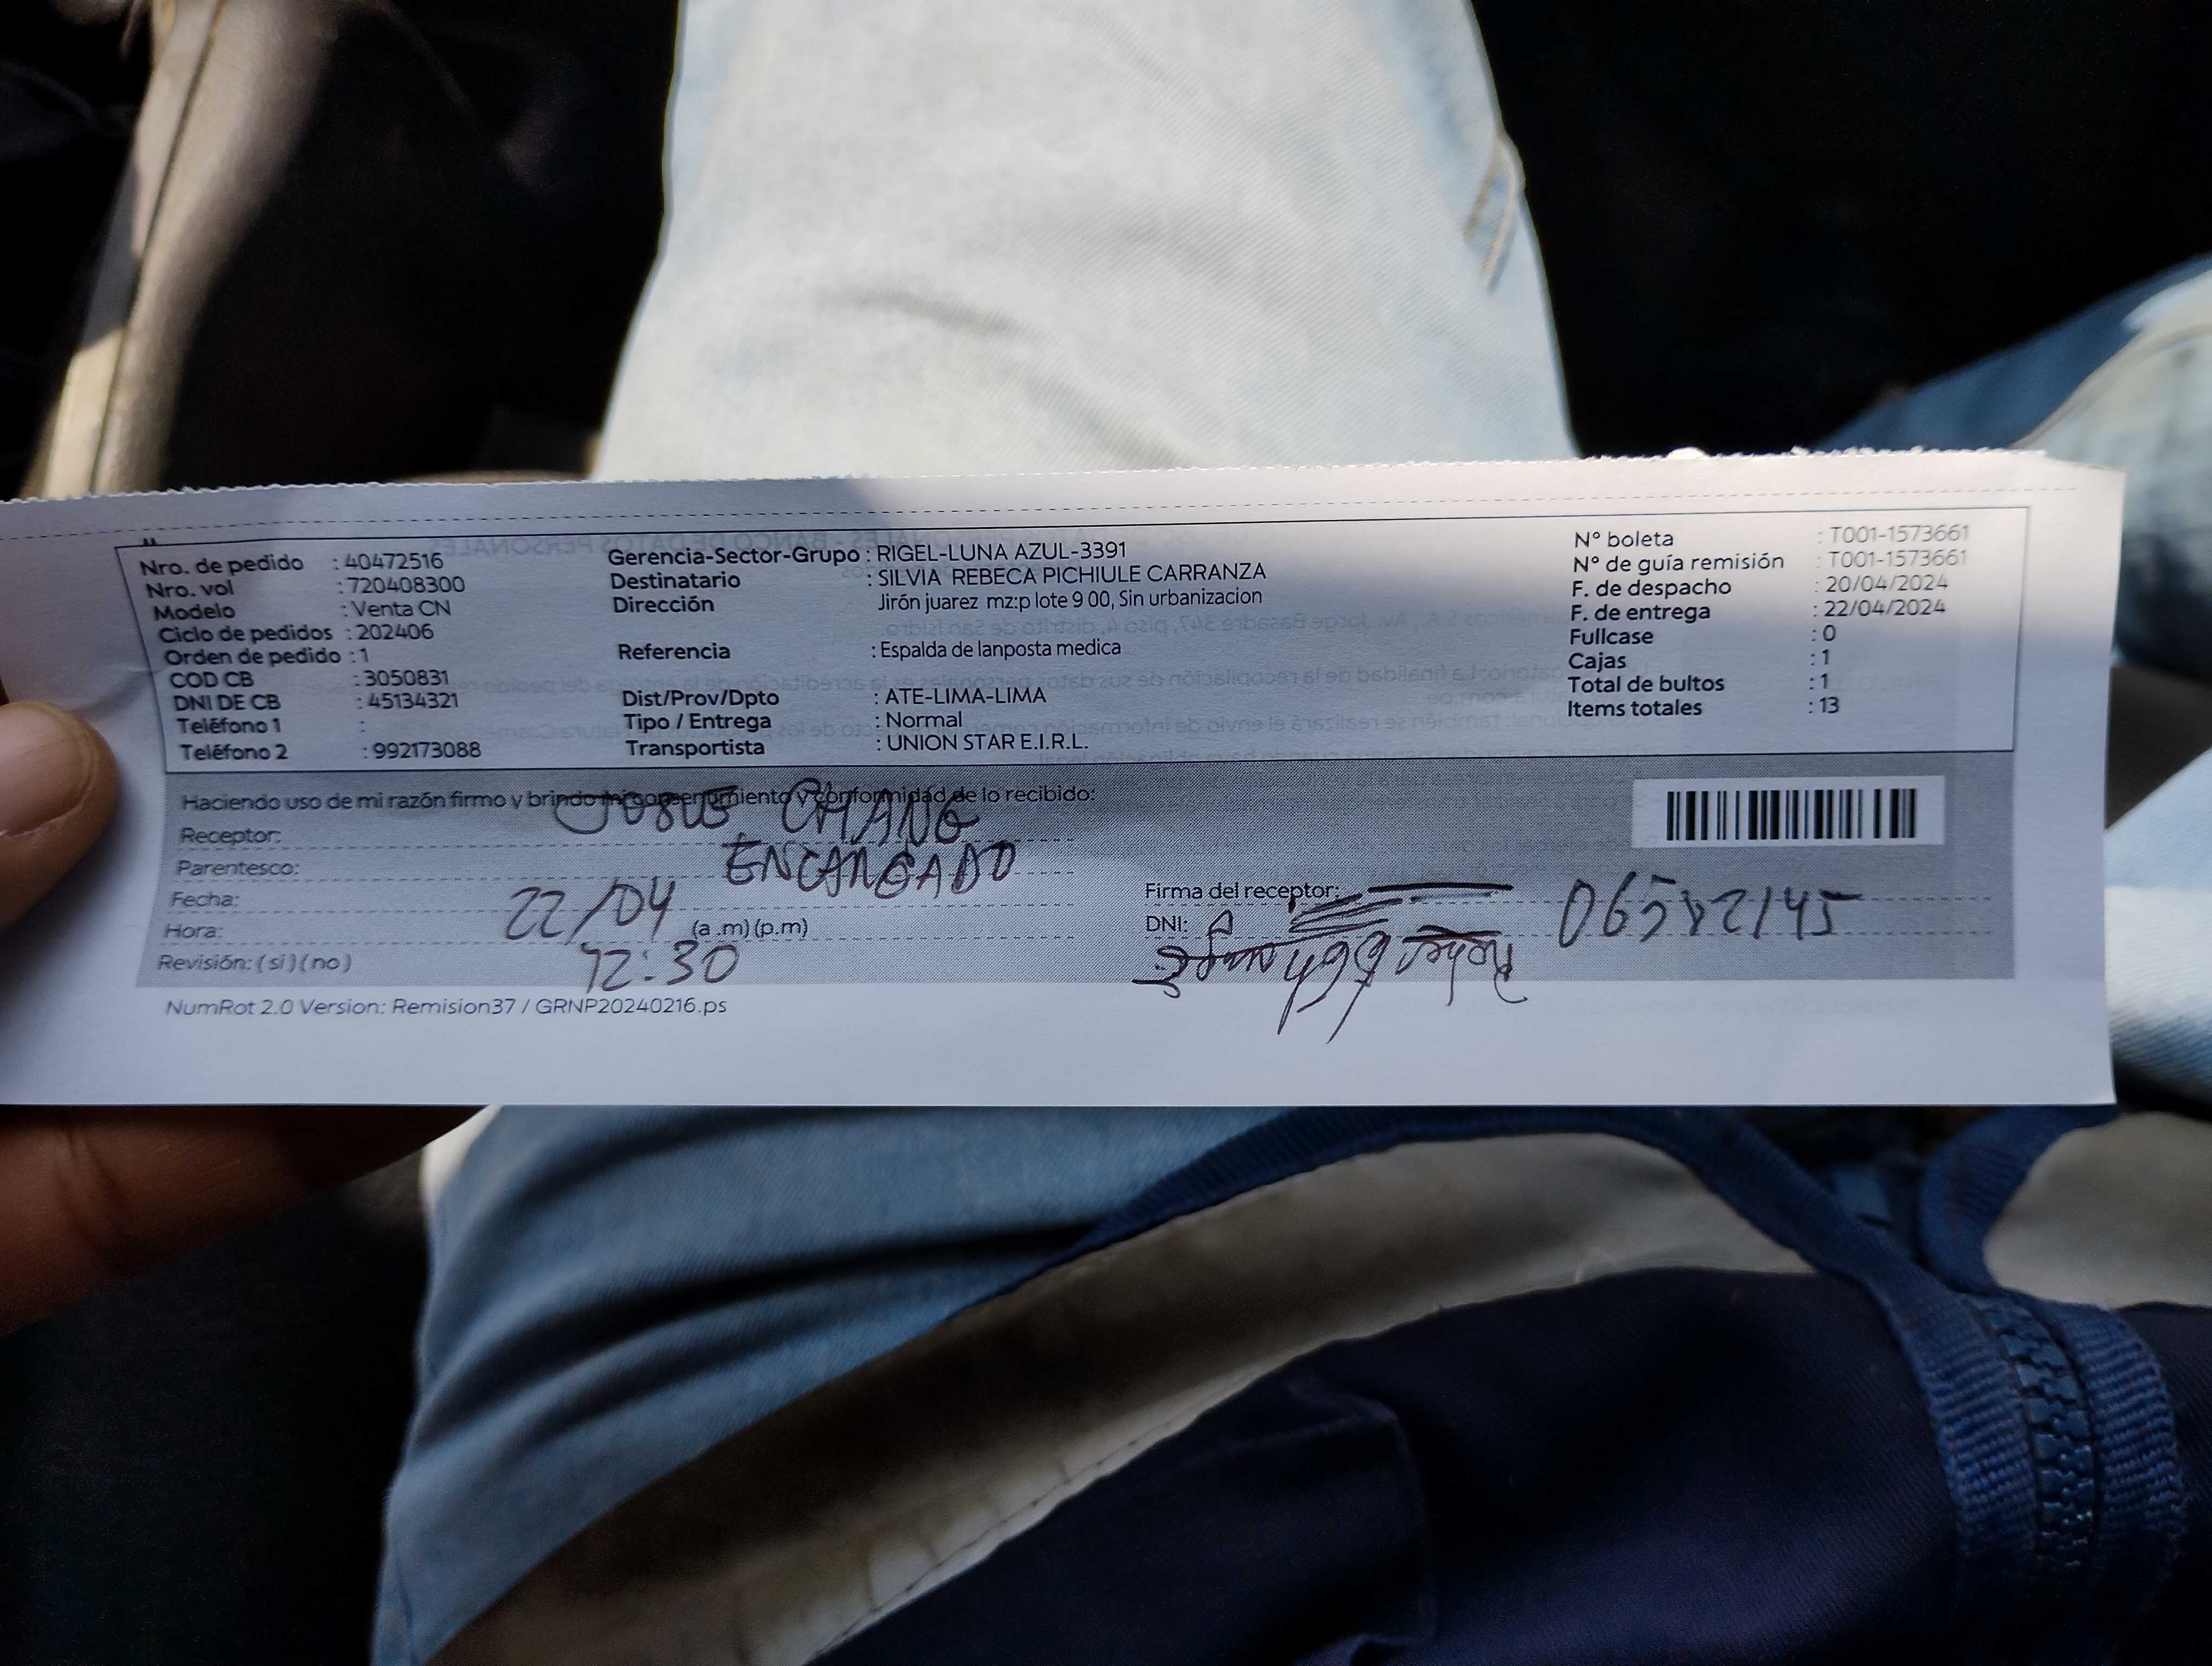 Nro. de pedido : 40472516
Nro. vol : 720408300
Modelo : Venta CN
Ciclo de pedidos : 202406
Orden de pedido : 1
COD CB : 3050831
DNI DE CB : 45134321
Teléfono 1 :
Teléfono 2 : 992173088
Gerencia-Sector-Grupo : RIGEL-LUNA AZUL-3391
Destinatario : SILVIA REBECA PICHIULE CARRANZA
Dirección Jirón juarez mz:p lote 9 00, Sin urbanizacion
Referencia : Espalda de lanposta medica
Dist/Prov/Dpto : ATE-LIMA-LIMA
Tipo / Entrega : Normal
Transportista : UNION STAR E.I.R.L.
N° boleta : T001-1573661
N° de guía remisión : T001-1573661
F. de despacho : 20/04/2024
F. de entrega : 22/04/2024
Fullcase : 0
Cajas : 1
Total de bultos : 1
Items totales : 13
Haciendo uso de mi razón firmo y brindo mi consentimiento y conformidad de lo recibido:
Receptor: CHANG
Parentesco: ENCARGADO
Fecha: 22/04
Hora: (a .m) (p.m)
12:30
Revisión: ( si ) ( no )
Firma del receptor:
DNI:
NumRot 2.0 Version: Remision37 / GRNP20240216.ps